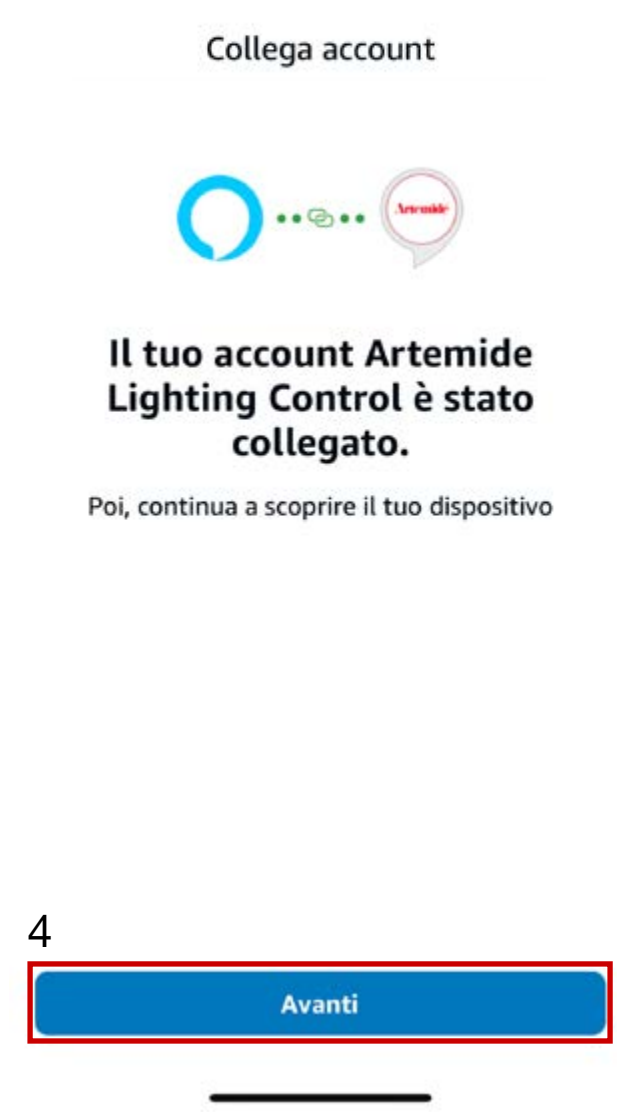 Collega account
Artemide
Il tuo account Artemide
Lighting Control è stato
collegato.
Poi, continua a scoprire il tuo dispositivo
4
Avanti